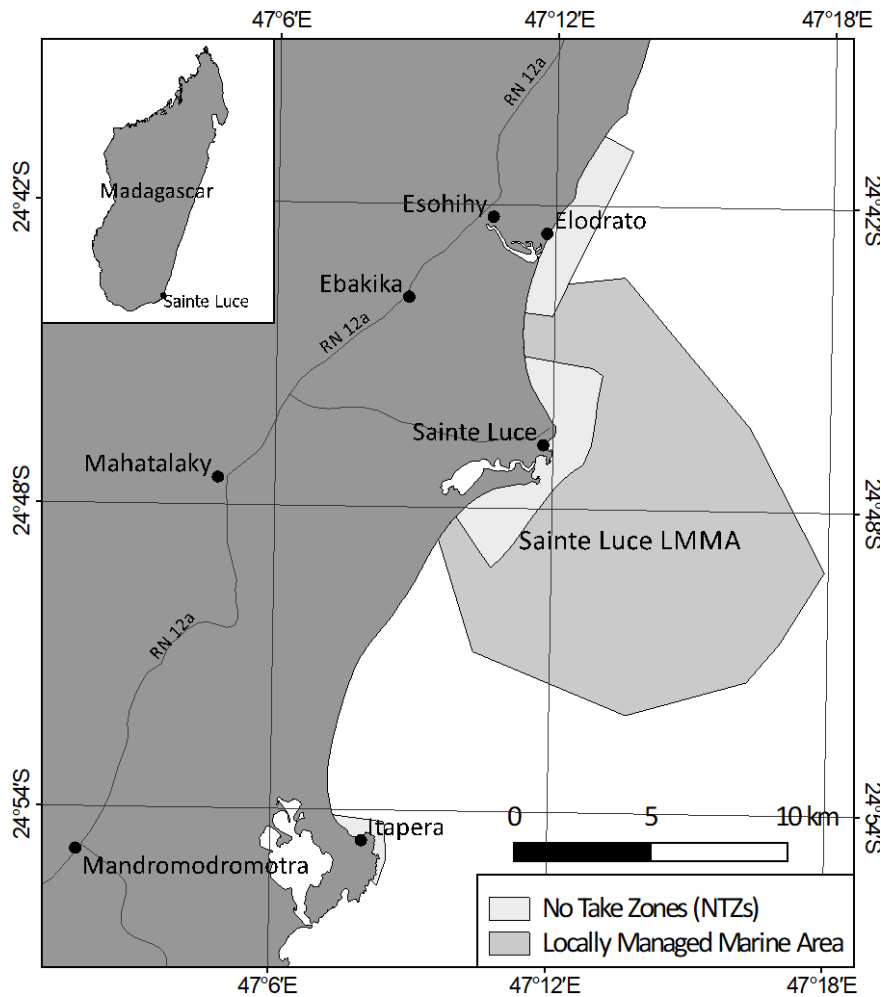 47°6′E
47°12′E
47°18′E
RN 12a
Madagascar
Sainte Luce
24°42′S
24°42′S
Esohihy
Elodrato
Ebakika
RN 12a
Sainte Luce
Mahatalaky
24°48′S
24°48′S
Sainte Luce LMMA
RN 12a
24°54′S
24°54′S
0 5 10 km
Itapera
Mandromodromotra
No Take Zones (NTZs)
Locally Managed Marine Area
47°6′E
47°12′E
47°18′E